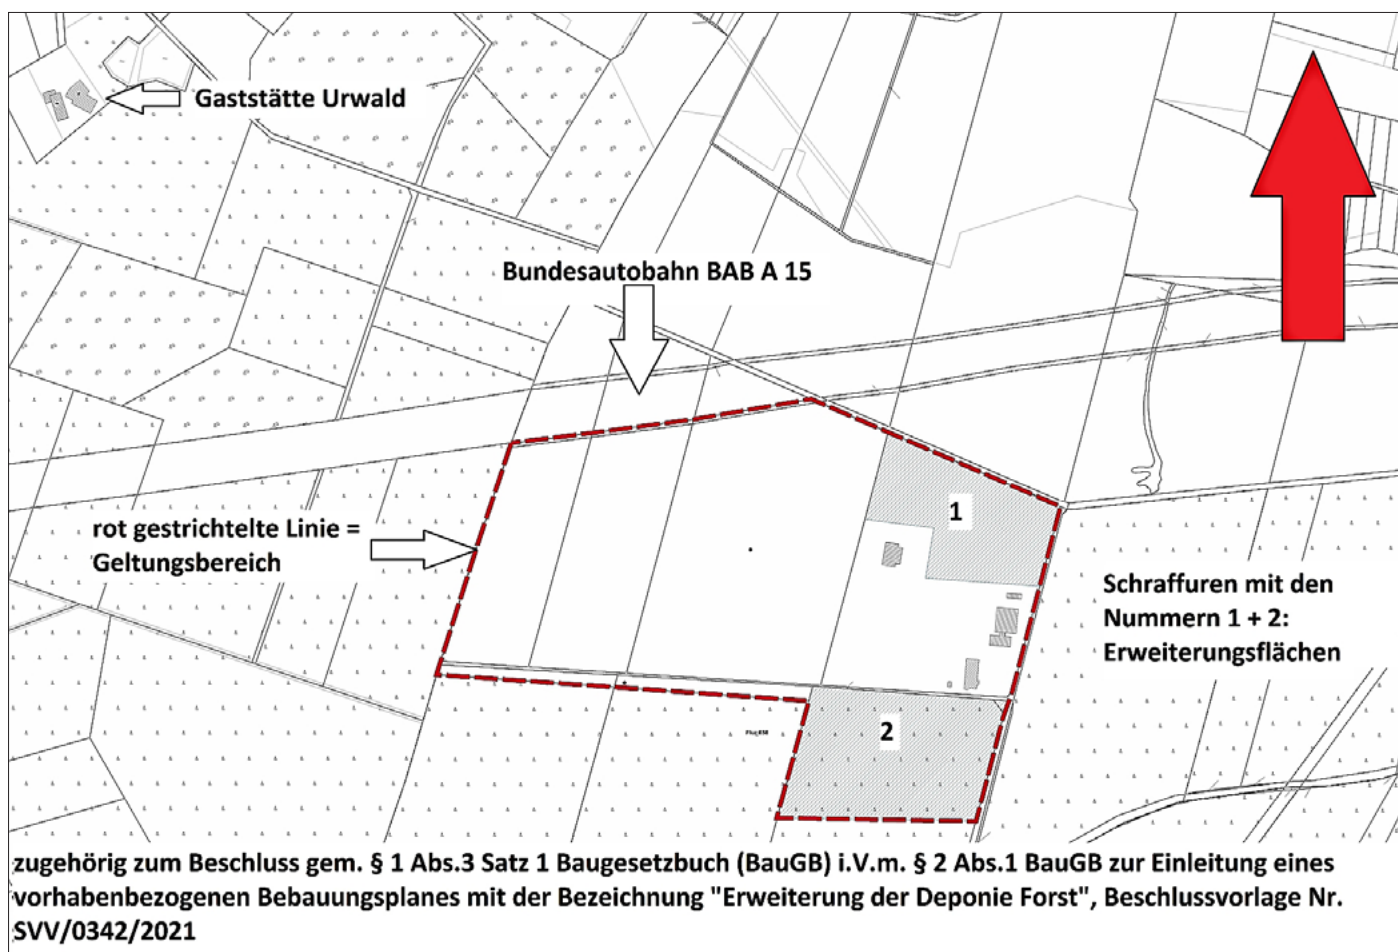 Gaststätte Urwald
Bundesautobahn BAB A 15
rot gestrichtelte Linie =
Geltungsbereich
1
Schraffuren mit den
Nummern 1 + 2:
Erweiterungsflächen
2
zugehörig zum Beschluss gem. § 1 Abs.3 Satz 1 Baugesetzbuch (BauGB) i.V.m. § 2 Abs.1 BauGB zur Einleitung eines
vorhabenbezogenen Bebauungsplanes mit der Bezeichnung "Erweiterung der Deponie Forst", Beschlussvorlage Nr.
SVV/0342/2021